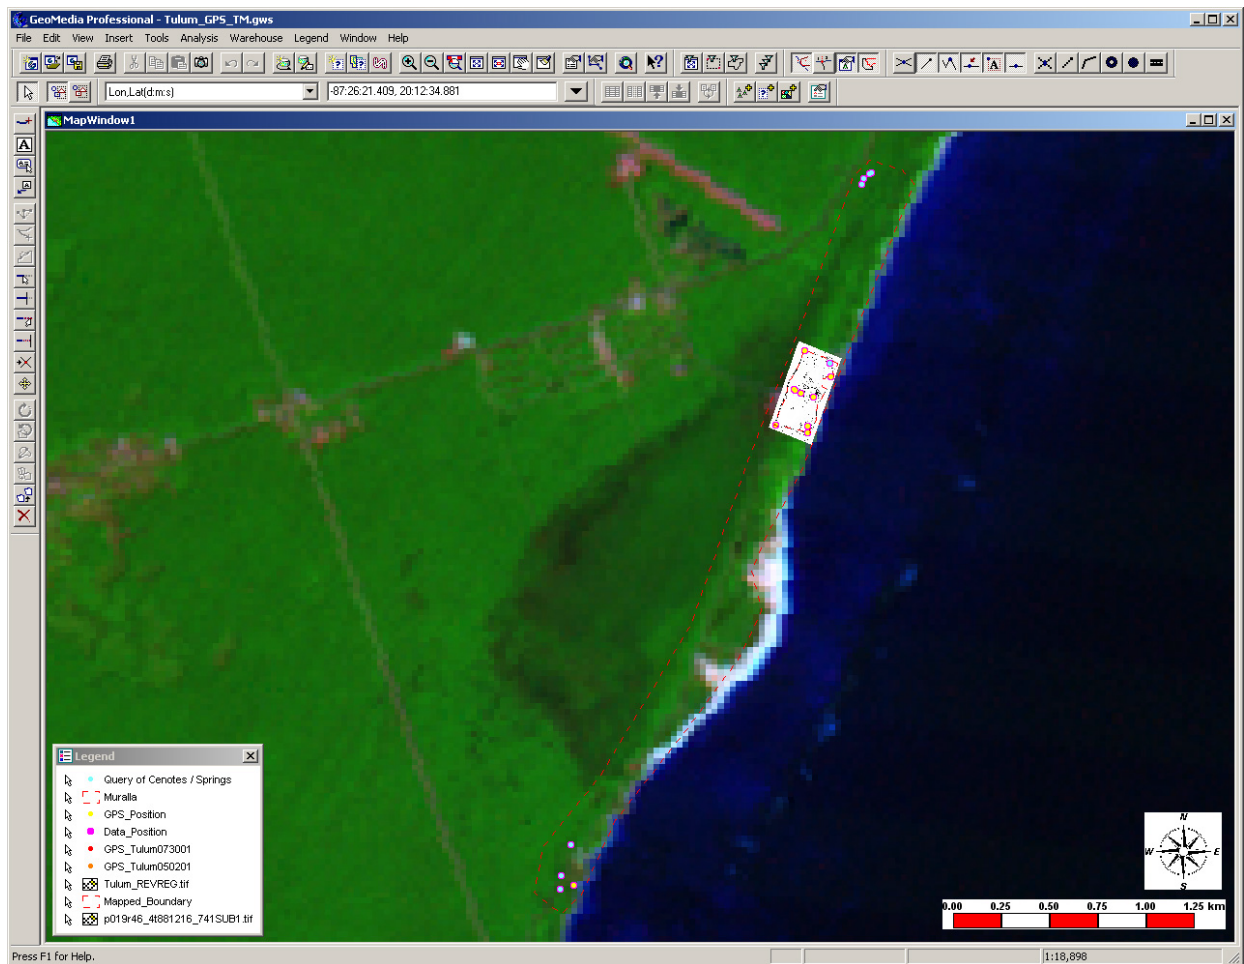 GeoMedia Professional - Tulum_GPS_TM.gws
File Edit View Insert Tools Analysis Warehouse Legend Window Help
Lon,Lat(d:m:s) -87:26:21.409, 20:12:34.881
MapWindow1
Legend
Query of Cenotes / Springs
Muralla
GPS_Position
Data_Position
GPS_Tulum073001
GPS_Tulum050201
Tulum_REVREG.tif
Mapped_Boundary
p019r46_4t881216_741SUB1.tif
N
W E
S
0.00 0.25 0.50 0.75 1.00 1.25 km
Press F1 for Help. 1:18,898